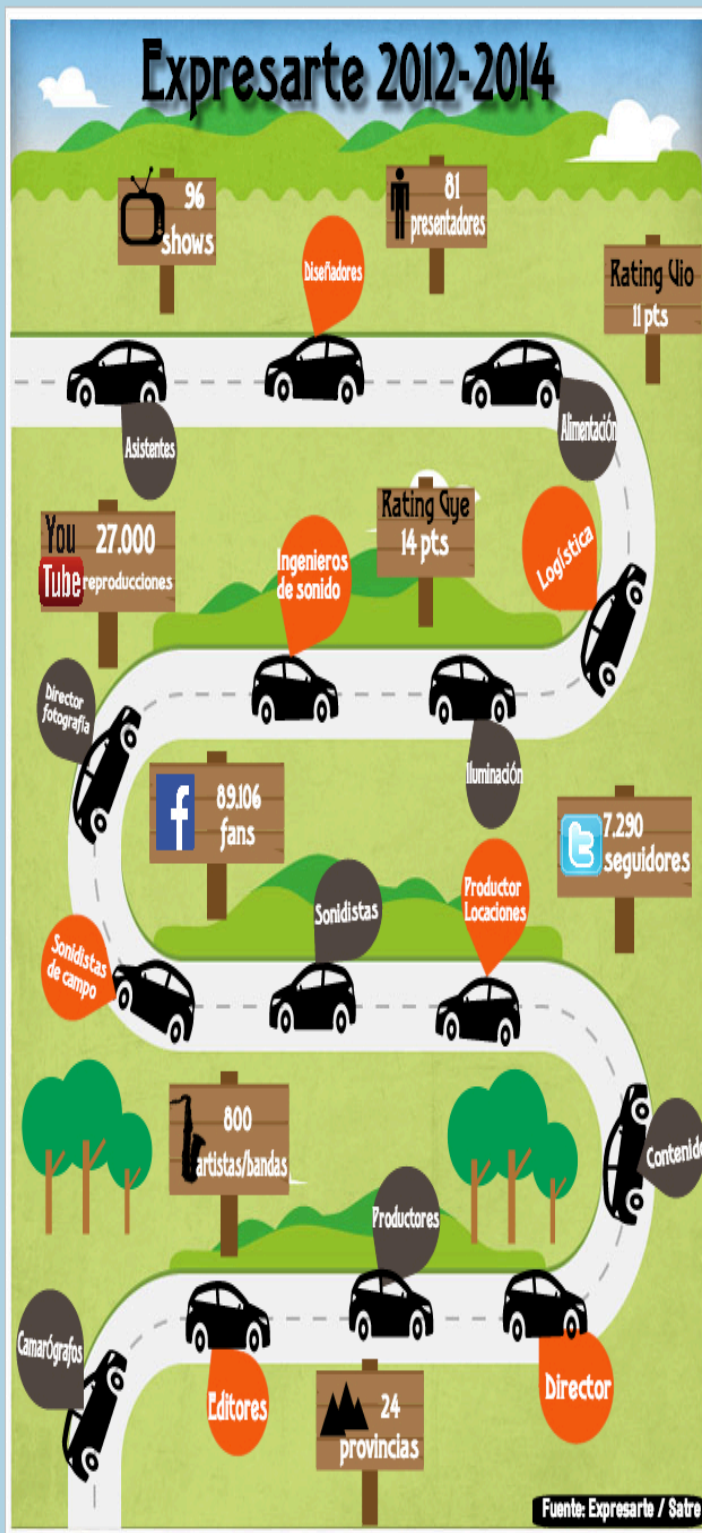 Expresarte 2012-2014
96
shows
81
presentadores
Diseñadores
Rating Uio
11 pts
Asistentes
Alimentación
You
Tube
27.000
reproducciones
Rating Gye
14 pts
Ingenieros
de sonido
Logística
Director
fotografía
Iluminación
f
89.106
fans
t
7.290
seguidores
Sonidistas
Productor
Locaciones
Sonidistas
de campo
800
artistas/bandas
Contenido
Productores
Camarógrafos
Editores
Director
24
provincias
Fuente: Expresarte / Satre